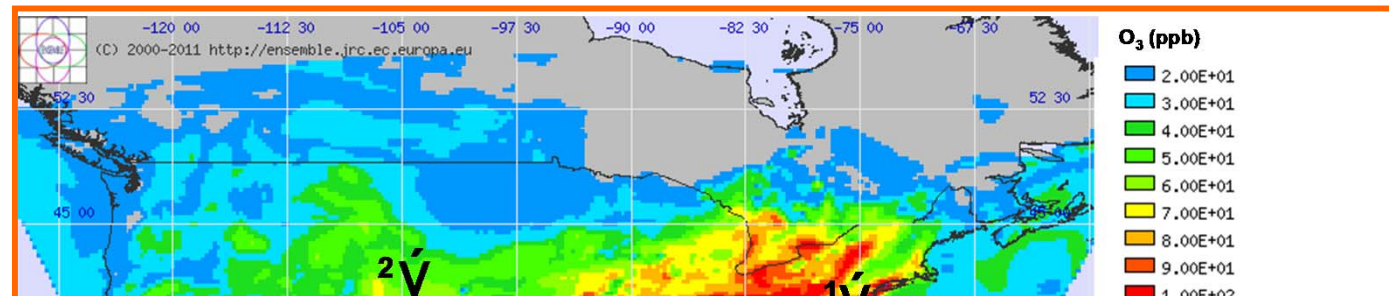 -120 00 -112 30 -105 00 -97 30 -90 00 -82 30 -75 00 -67 30
(C) 2000-2011 http://ensemble.jrc.ec.europa.eu
O3 (ppb)
2.00E+01
52 30 52 30
3.00E+01
4.00E+01
5.00E+01
6.00E+01
45 00
7.00E+01
8.00E+01
2V́
9.00E+01
1V́
1.00E+02